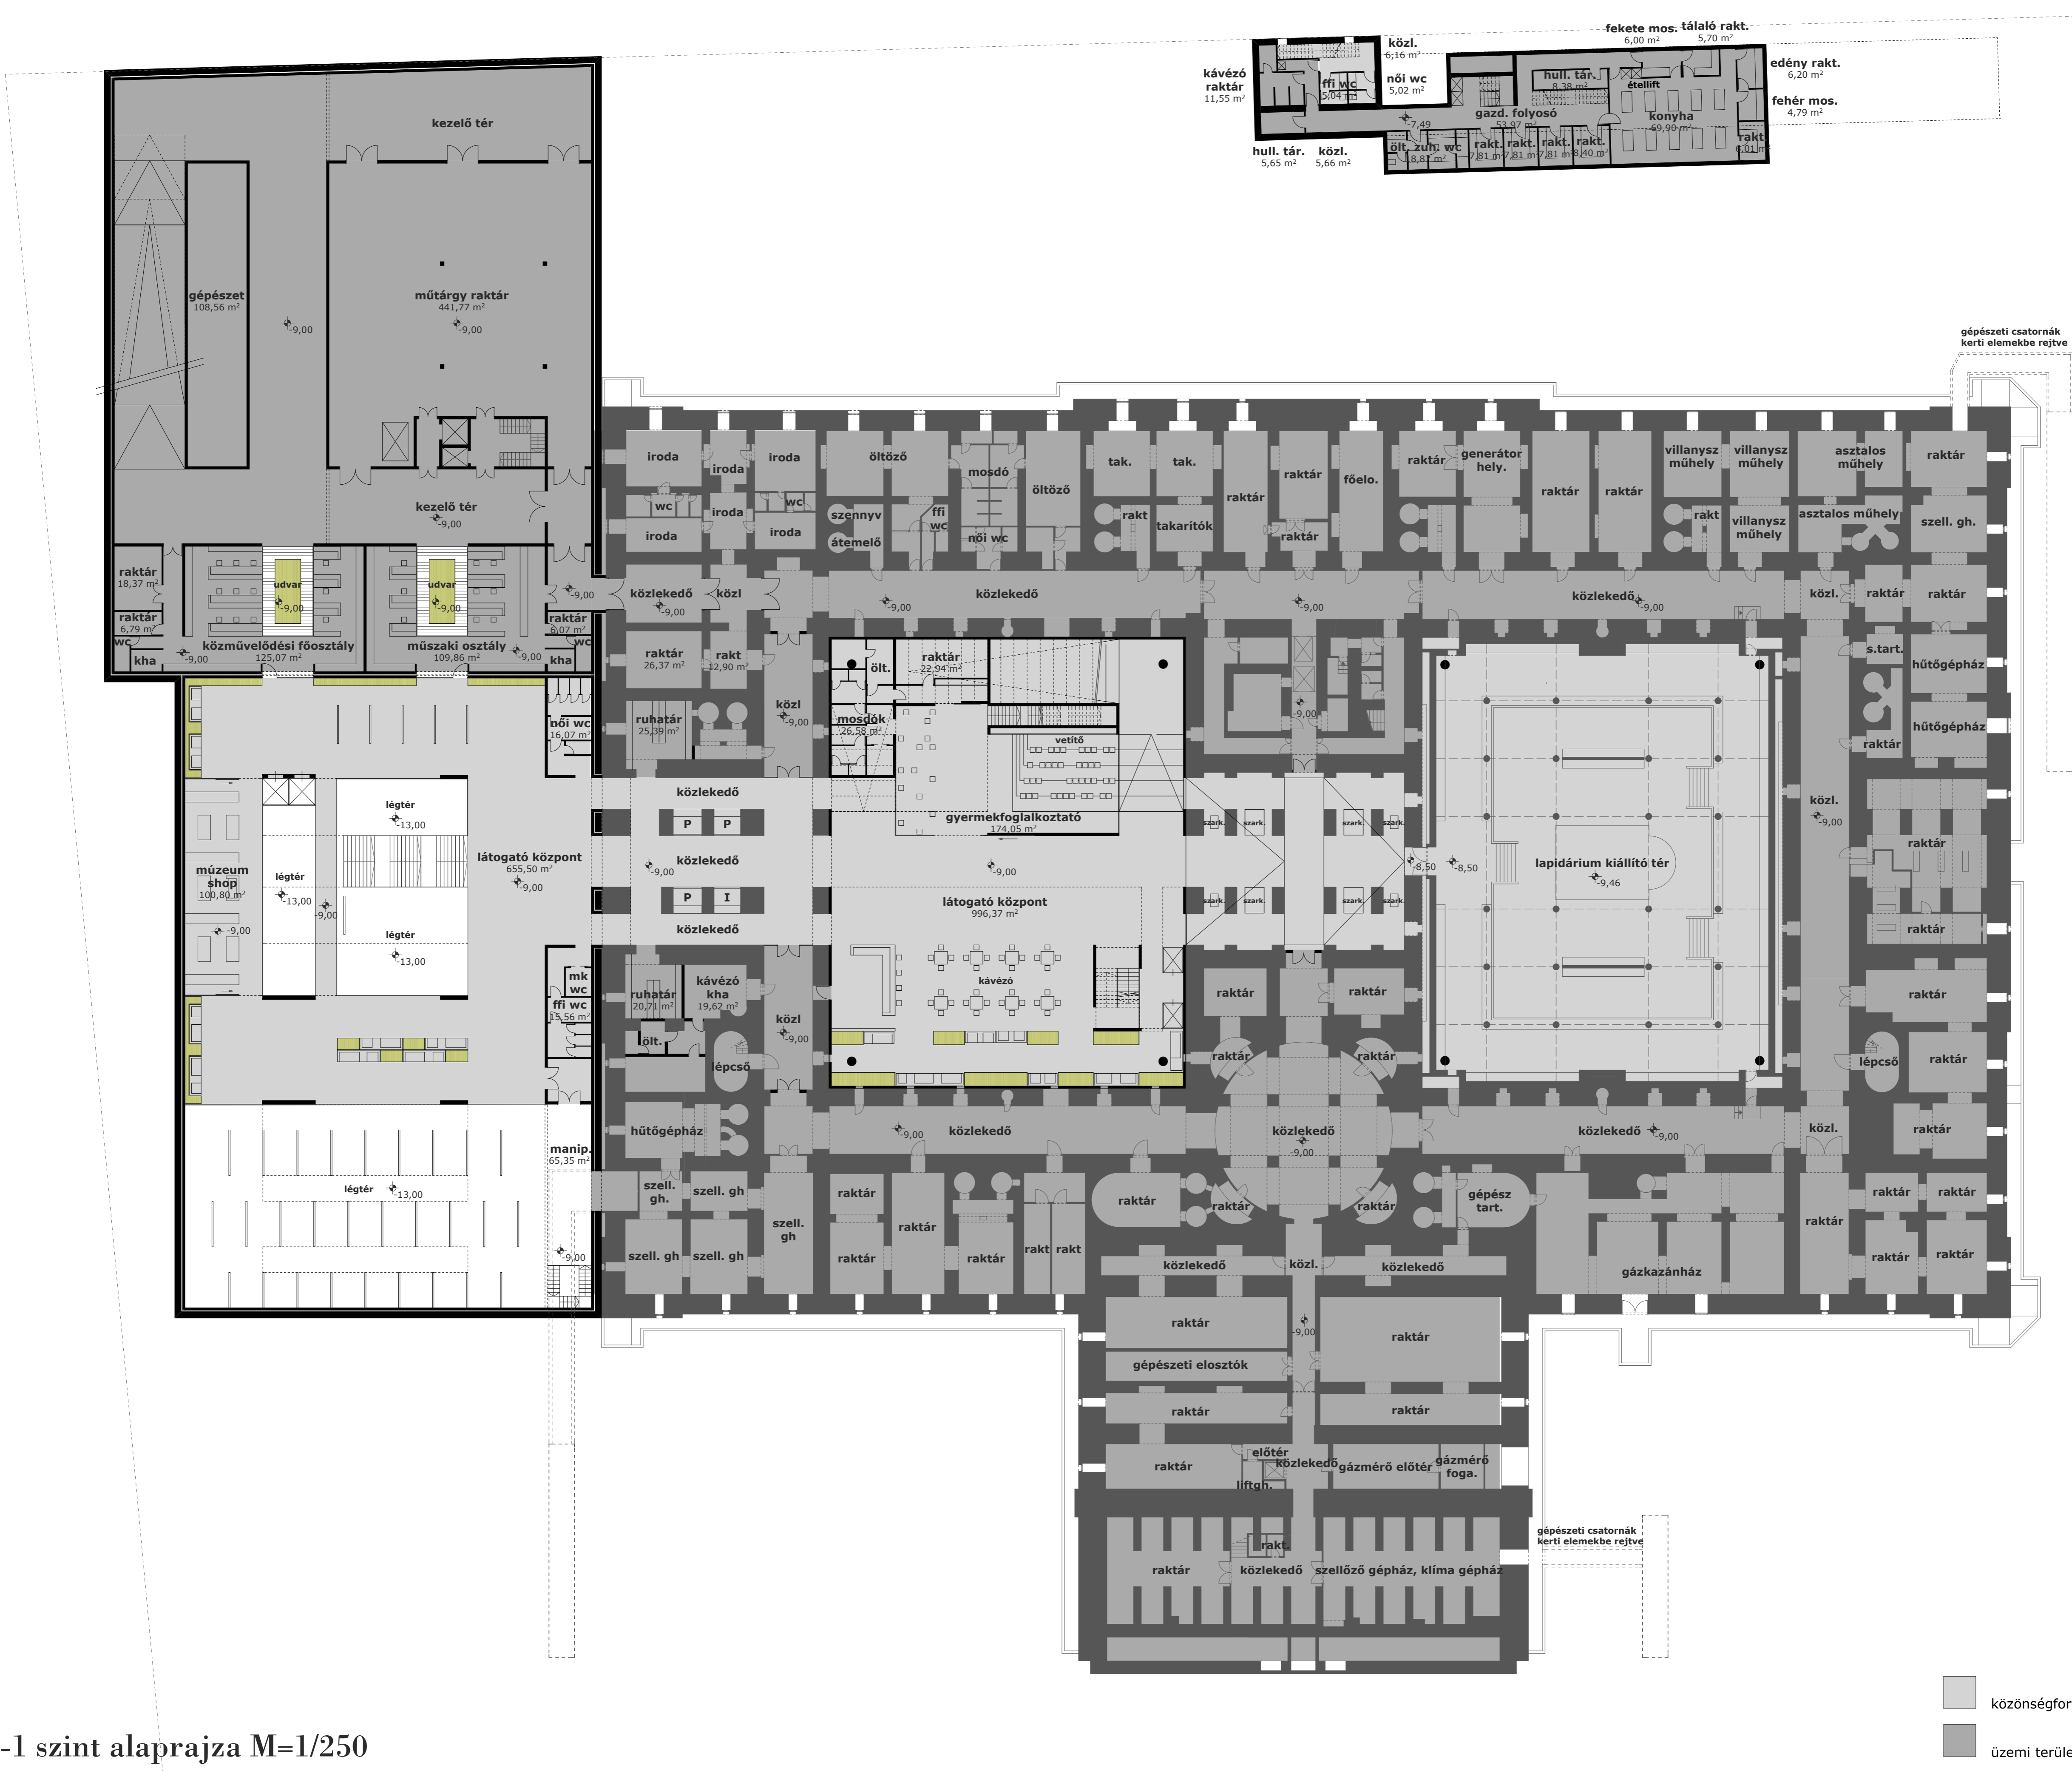 fekete mos.
6,00 m²
tálaló rakt.
5,70 m²
közl.
6,16 m²
kávézó
raktár
11,55 m²
ffi wc
5,04 m²
női wc
5,02 m²
hull. tár.
8,38 m²
étellift
edény rakt.
6,20 m²
fehér mos.
4,79 m²
-7,49
gazd. folyosó
53,97 m²
konyha
69,90 m²
rakt.
6,01 m²
hull. tár.
5,65 m²
közl.
5,66 m²
ölt. zuh. wc
18,87 m²
rakt.
7,81 m²
rakt.
7,81 m²
rakt.
7,81 m²
rakt.
8,40 m²
kezelő tér
gépészet
108,56 m²
-9,00
műtárgy raktár
441,77 m²
-9,00
gépészeti csatornák
kerti elemekbe rejtve
kezelő tér
-9,00
iroda
iroda
iroda
öltöző
mosdó
öltöző
tak.
tak.
raktár
raktár
főelo.
raktár
generátor
hely.
raktár
raktár
villanysz
műhely
villanysz
műhely
asztalos
műhely
raktár
wc
iroda
iroda
wc
iroda
szennyv
átemelő
ffi
wc
női wc
rakt
takarítók
raktár
rakt
villanysz
műhely
asztalos műhely
szell. gh.
raktár
18,37 m²
raktár
6,79 m²
wc
kha
udvar
-9,00
udvar
-9,00
közművelődési főosztály
125,07 m²
-9,00
műszaki osztály
109,86 m²
-9,00
-9,00
raktár
6,07 m²
wc
kha
közlekedő
-9,00
közl
közlekedő
-9,00
-9,00
közlekedő
-9,00
közl.
raktár
raktár
raktár
26,37 m²
rakt
12,90 m²
közl
-9,00
ölt.
raktár
22,94 m²
mosdók
26,58 m²
vetítő
-9,00
s.tart.
hűtőgépház
hűtőgépház
raktár
női wc
16,07 m²
ruhatár
25,39 m²
közlekedő
P
P
közlekedő
-9,00
P
I
közlekedő
gyermekfoglalkoztató
174,05 m²
-9,00
szark.
szark.
szark.
szark.
szark.
szark.
szark.
szark.
-8,50
-8,50
lapidárium kiállító tér
-9,46
közl.
-9,00
raktár
raktár
légtér
-13,00
múzeum
shop
100,80 m²
-9,00
légtér
-13,00
-9,00
légtér
-13,00
látogató központ
655,50 m²
-9,00
látogató központ
996,37 m²
kávézó
mk
wc
ffi wc
15,56 m²
ruhatár
20,71 m²
kávézó
kha
19,62 m²
közl
-9,00
ölt.
lépcső
raktár
raktár
raktár
raktár
raktár
lépcső
raktár
hűtőgépház
-9,00
közlekedő
közlekedő
-9,00
közlekedő
-9,00
közl.
raktár
manip.
65,35 m²
légtér
-13,00
-9,00
szell.
gh.
szell. gh
szell. gh
szell. gh
szell.
gh
raktár
raktár
raktár
raktár
rakt
rakt
raktár
raktár
raktár
gépész
tart.
raktár
raktár
raktár
raktár
raktár
gázkazánház
közlekedő
közl.
közlekedő
raktár
-9,00
raktár
gépészeti elosztók
raktár
raktár
raktár
előtér
közlekedő
liftgh.
gázmérő előtér
gázmérő
foga.
raktár
rakt.
közlekedő
szellőző gépház, klíma gépház
gépészeti csatornák
kerti elemekbe rejtve
közönségfor
üzemi terüle
-1 szint alaprajza M=1/250